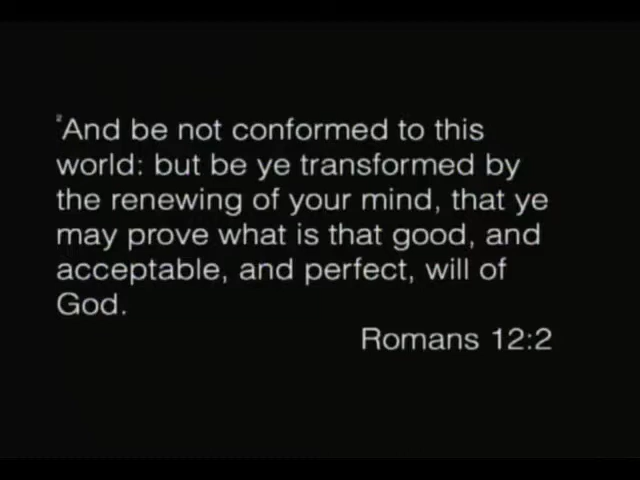 ²And be not conformed to this
world: but be ye transformed by
the renewing of your mind, that ye
may prove what is that good, and
acceptable, and perfect, will of
God.
Romans 12:2